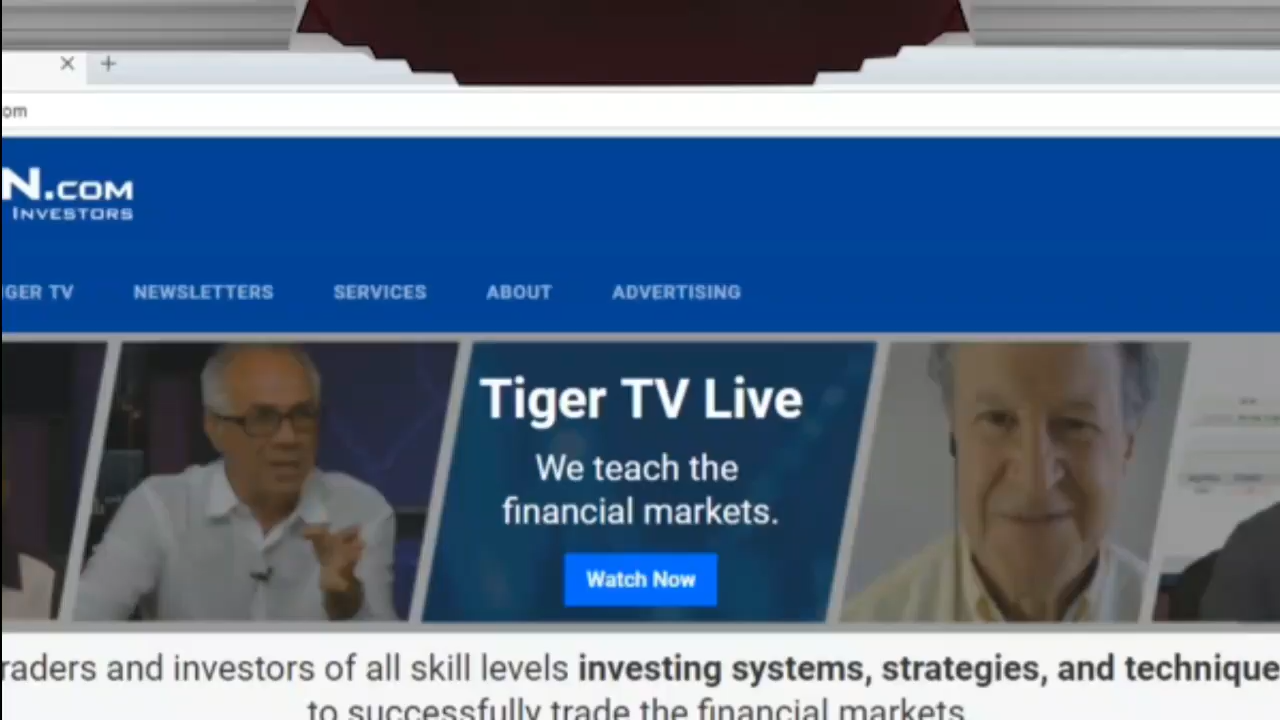 × +
om
N.COM
INVESTORS
IGER TV NEWSLETTERS SERVICES ABOUT ADVERTISING
Tiger TV Live
We teach the
financial markets.
Watch Now
raders and investors of all skill levels investing systems, strategies, and technique
to successfully trade the financial markets.